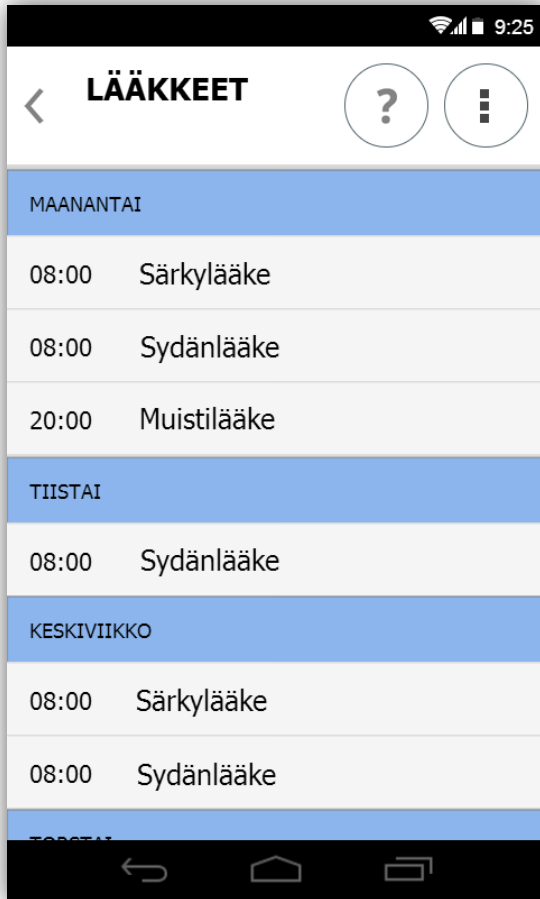 9:25
LÄÄKKEET
?
MAANANTAI
08:00 Särkylääke
08:00 Sydänlääke
20:00 Muistilääke
TIISTAI
08:00 Sydänlääke
KESKIVIIKKO
08:00 Särkylääke
08:00 Sydänlääke
TORSTAI